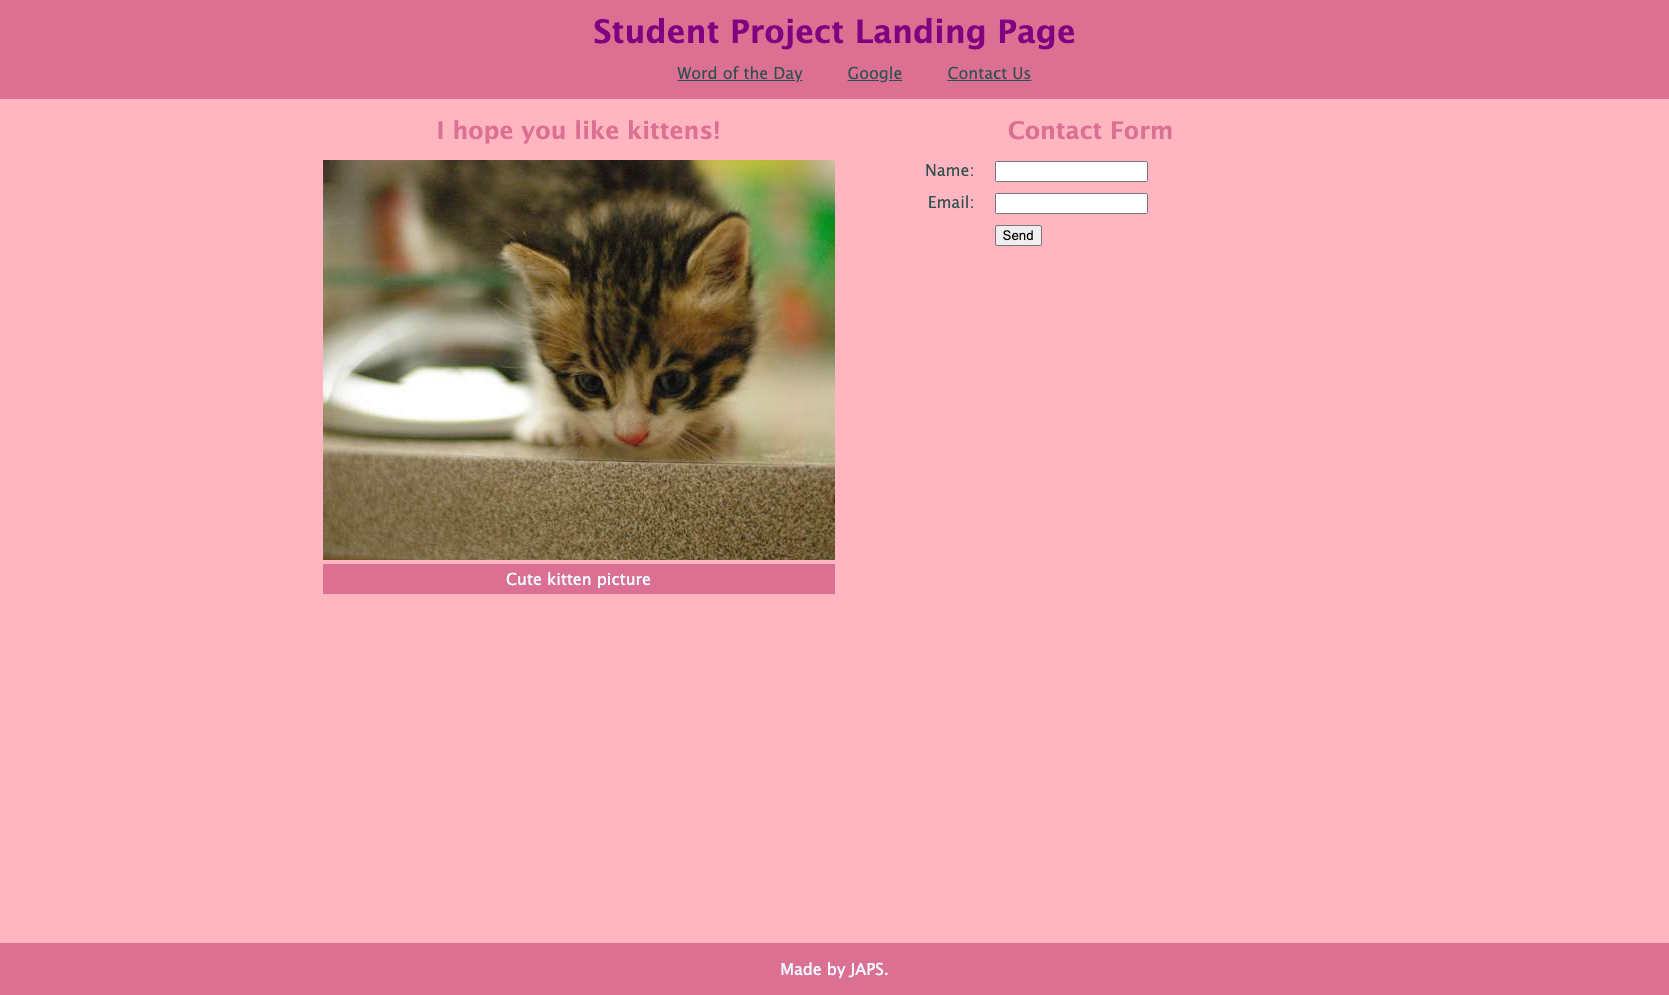 Student Project Landing Page
Word of the Day Google Contact Us
I hope you like kittens!
Cute kitten picture
Contact Form
Name:
Email:
Send
Made by JAPS.